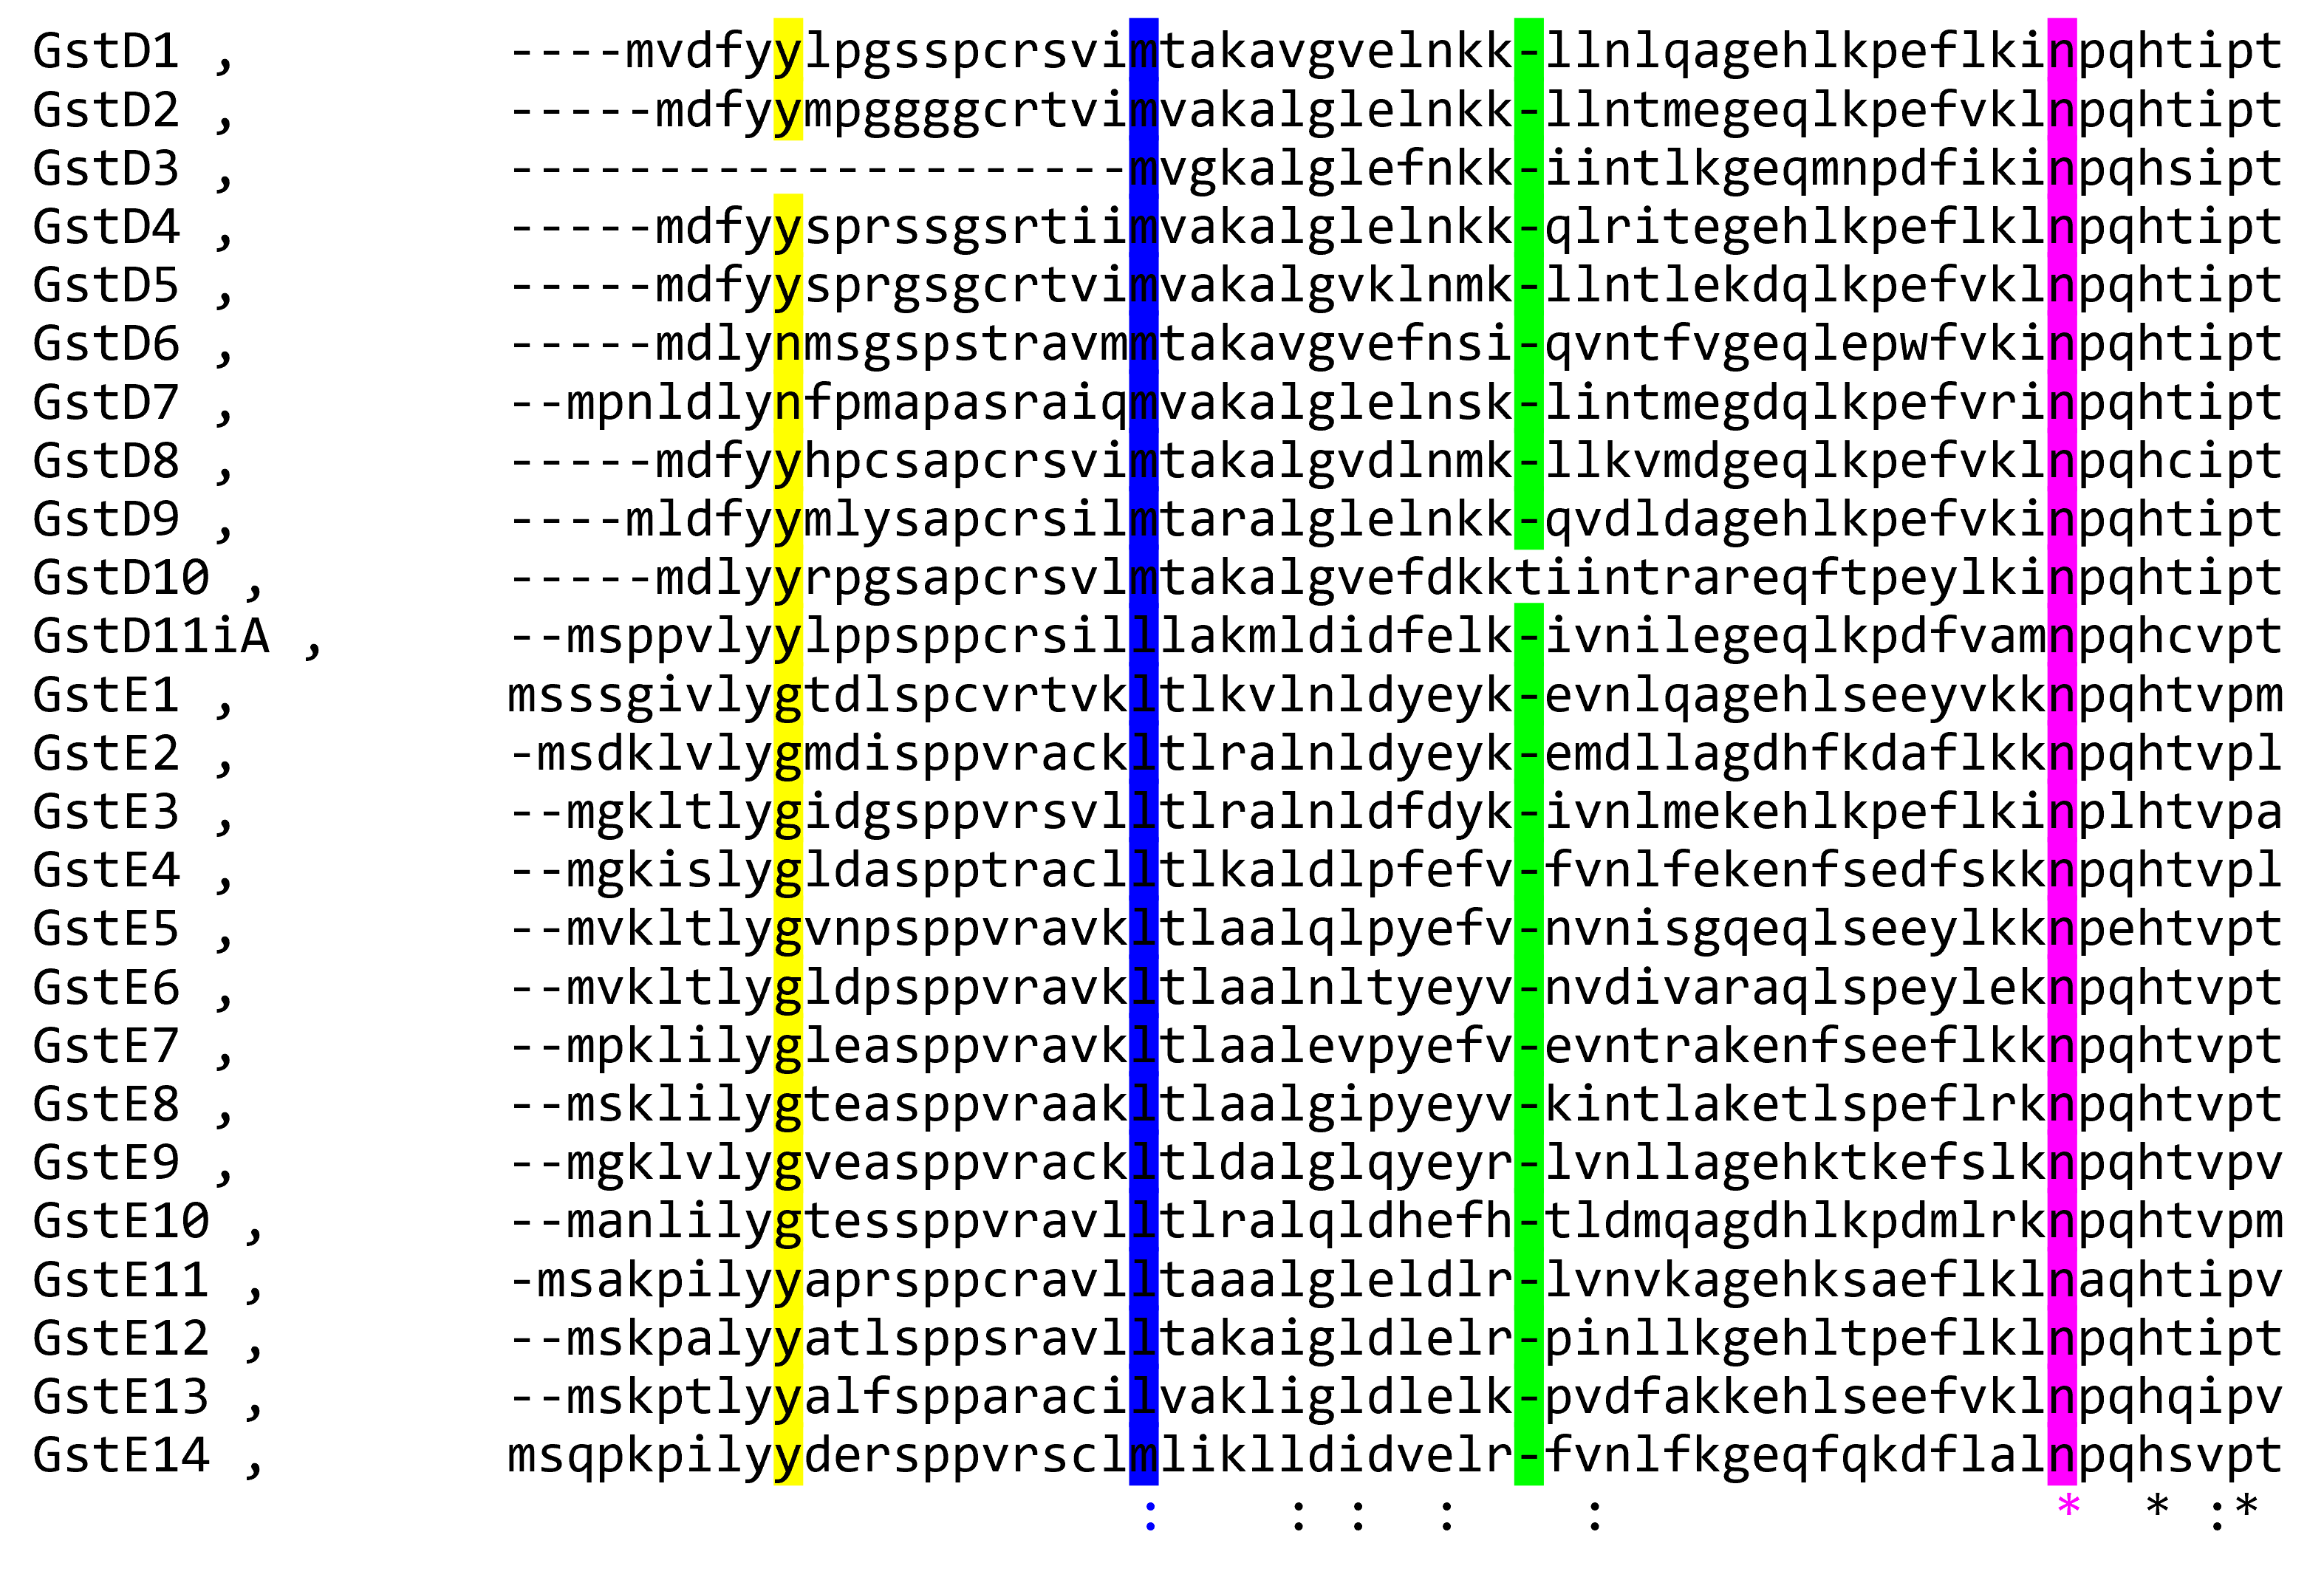 GstD1 , ----mvdfyylpgsspcrsvimtakavgvelnkk-llnlqagehlkpeflkinpqhtipt
GstD2 , -----mdfyympggggcrtvimvakalglelnkk-llntmegeqlkpefvklnpqhtipt
GstD3 , ---------------------mvgkalglefnkk-iintlkgeqmnpdfikinpqhsipt
GstD4 , -----mdfyysprssgsrtiimvakalglelnkk-qlritegehlkpeflklnpqhtipt
GstD5 , -----mdfyysprgsgcrtvimvakalgvklnmk-llntlekdqlkpefvklnpqhtipt
GstD6 , -----mdlynmsgspstravmmtakavgvefnsi-qvntfvgeqlepwfvkinpqhtipt
GstD7 , --mpnldlynfpmapasraiqmvakalglelnsk-lintmegdqlkpefvrinpqhtipt
GstD8 , -----mdfyyhpcsapcrsvimtakalgvdlnmk-llkvmdgeqlkpefvklnpqhcipt
GstD9 , ----mldfyymlysapcrsilmtaralglelnkk-qvdldagehlkpefvkinpqhtipt
GstD10 , -----mdlyyrpgsapcrsvlmtakalgvefdkktiintrareqftpeylkinpqhtipt
GstD11iA , --msppvlyylppsppcrsilllakmldidfelk-ivnilegeqlkpdfvamnpqhcvpt
GstE1 , msssgivlygtdlspcvrtvkltlkvlnldyeyk-evnlqagehlseeyvkknpqhtvpm
GstE2 , -msdklvlygmdisppvrackltlralnldyeyk-emdllagdhfkdaflkknpqhtvpl
GstE3 , --mgkltlygidgsppvrsvlltlralnldfdyk-ivnlmekehlkpeflkinplhtvpa
GstE4 , --mgkislygldaspptraclltlkaldlpfefv-fvnlfekenfsedfskknpqhtvpl
GstE5 , --mvkltlygvnpsppvravkltlaalqlpyefv-nvnisgqeqlseeylkknpehtvpt
GstE6 , --mvkltlygldpsppvravkltlaalnltyeyv-nvdivaraqlspeyleknpqhtvpt
GstE7 , --mpklilygleasppvravkltlaalevpyefv-evntrakenfseeflkknpqhtvpt
GstE8 , --msklilygteasppvraakltlaalgipyeyv-kintlaketlspeflrknpqhtvpt
GstE9 , --mgklvlygveasppvrackltldalglqyeyr-lvnllagehktkefslknpqhtvpv
GstE10 , --manlilygtessppvravlltlralqldhefh-tldmqagdhlkpdmlrknpqhtvpm
GstE11 , -msakpilyyaprsppcravlltaaalgleldlr-lvnvkagehksaeflklnaqhtipv
GstE12 , --mskpalyyatlsppsravlltakaigldlelr-pinllkgehltpeflklnpqhtipt
GstE13 , --mskptlyyalfspparacilvakligldlelk-pvdfakkehlseefvklnpqhqipv
GstE14 , msqpkpilyydersppvrsclmliklldidvelr-fvnlfkgeqfqkdflalnpqhsvpt
: : : : : * * :*